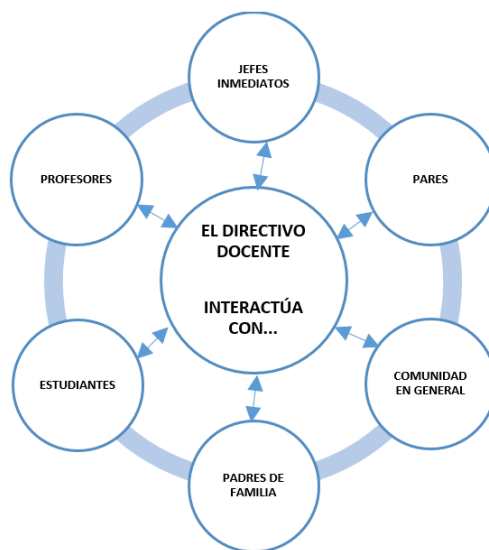 JEFES
INMEDIATOS
PROFESORES
PARES
EL DIRECTIVO
DOCENTE
INTERACTÚA
CON...
ESTUDIANTES
COMUNIDAD
EN GENERAL
PADRES DE
FAMILIA